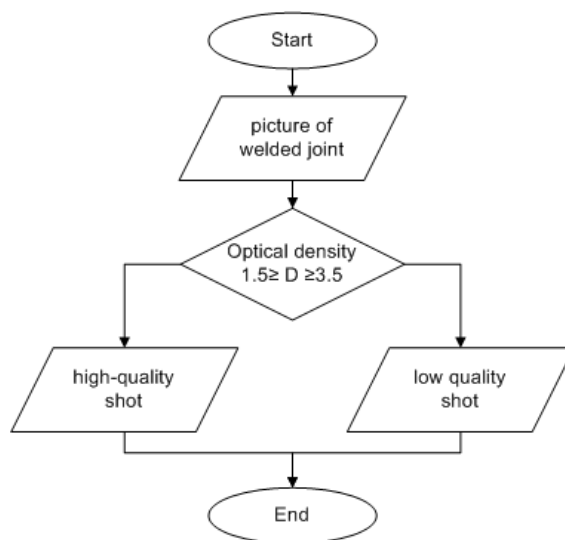 Start
picture of
welded joint
Optical density
1.5≥ D ≥3.5
high-quality
shot
low quality
shot
End